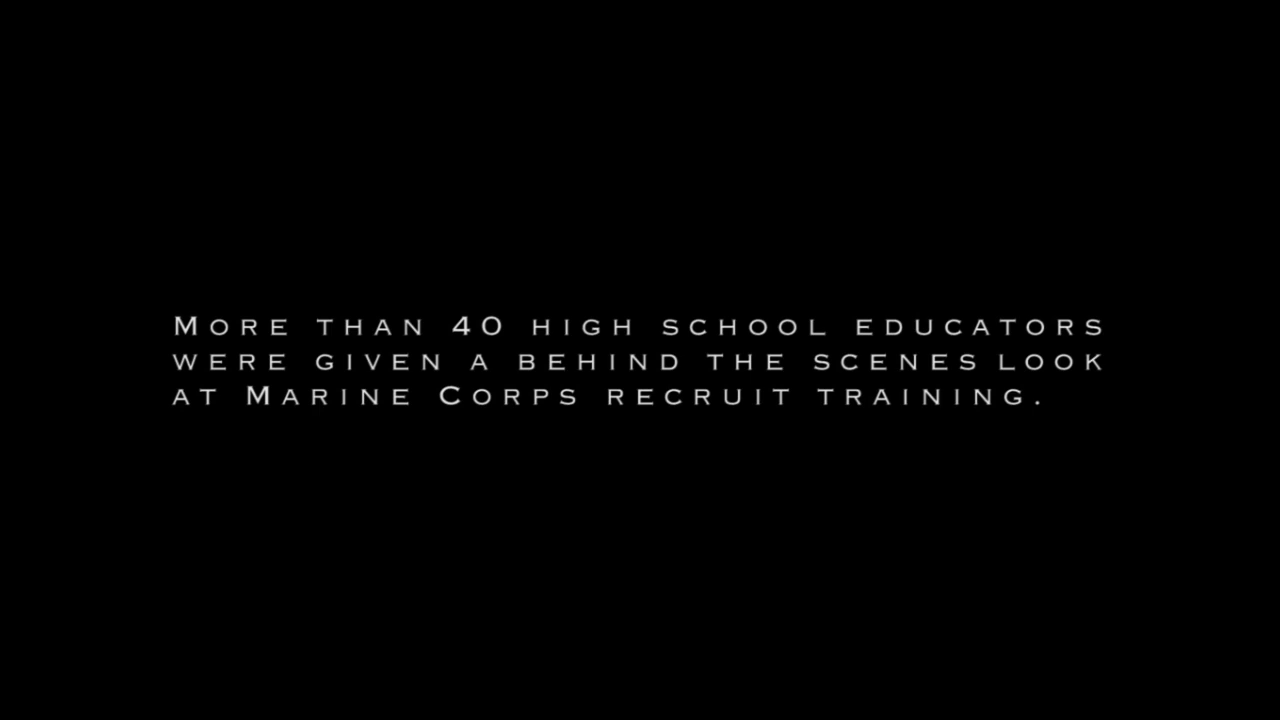 More than 40 high school educators
were given a behind the scenes look
at Marine Corps recruit training.